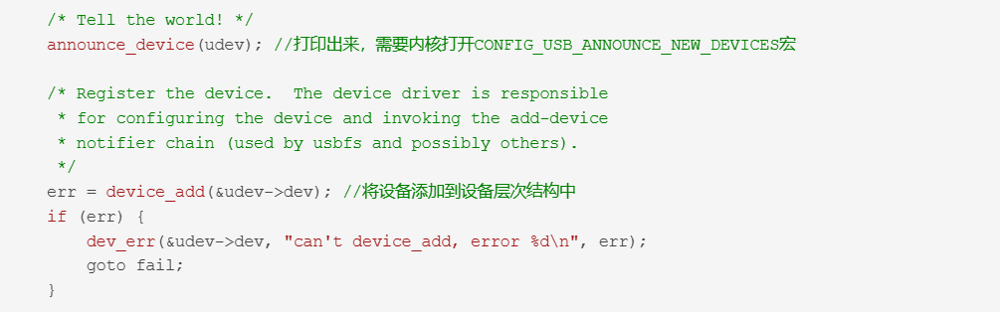 /* Tell the world! */
announce_device(udev); //打印出来，需要内核打开CONFIG_USB_ANNOUNCE_NEW_DEVICES宏
/* Register the device.  The device driver is responsible
 * for configuring the device and invoking the add-device
 * notifier chain (used by usbfs and possibly others).
 */
err = device_add(&udev->dev); //将设备添加到设备层次结构中
if (err) {
    dev_err(&udev->dev, "can't device_add, error %d\n", err);
    goto fail;
}